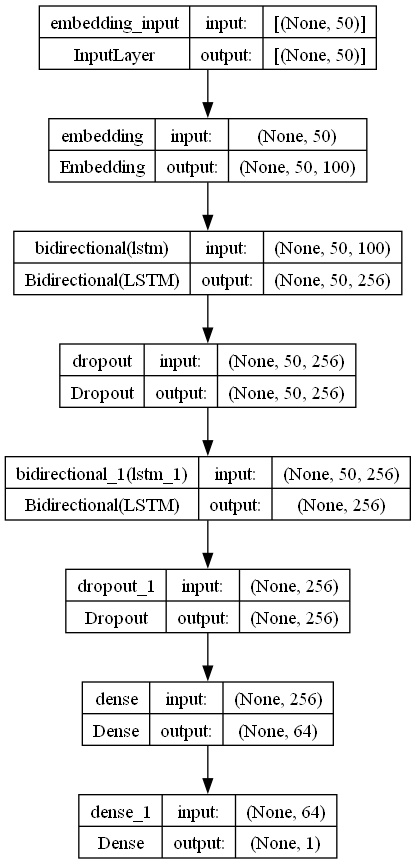 embedding_input input: [(None, 50)]
InputLayer output: [(None, 50)]
embedding input: (None, 50)
Embedding output: (None, 50, 100)
bidirectional(lstm) input: (None, 50, 100)
Bidirectional(LSTM) output: (None, 50, 256)
dropout input: (None, 50, 256)
Dropout output: (None, 50, 256)
bidirectional_1(lstm_1) input: (None, 50, 256)
Bidirectional(LSTM) output: (None, 256)
dropout_1 input: (None, 256)
Dropout output: (None, 256)
dense input: (None, 256)
Dense output: (None, 64)
dense_1 input: (None, 64)
Dense output: (None, 1)